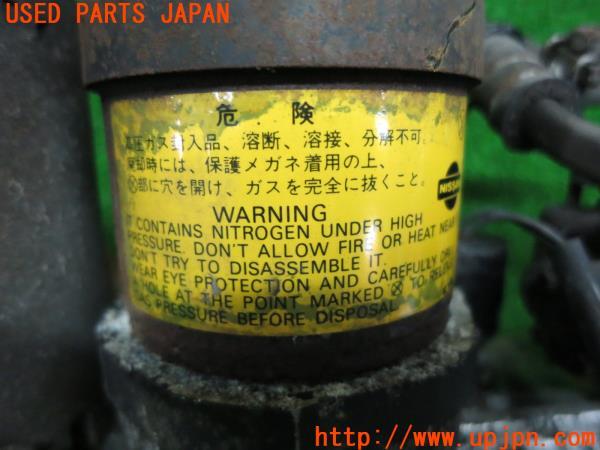 USED PARTS JAPAN
危 険
高圧ガス封入品、溶断、溶接、分解不可。
廃却時には、保護メガネ着用の上、
⊗部に穴を開け、ガスを完全に抜くこと。
NISSAN
WARNING
IT CONTAINS NITROGEN UNDER HIGH
PRESSURE. DON'T ALLOW FIRE OR HEAT NEAR
DON'T TRY TO DISASSEMBLE IT.
WEAR EYE PROTECTION AND CAREFULLY
A HOLE AT THE POINT MARKED ⊗ TO
GAS PRESSURE BEFORE DISPOSAL
http://www.upjpn.com/